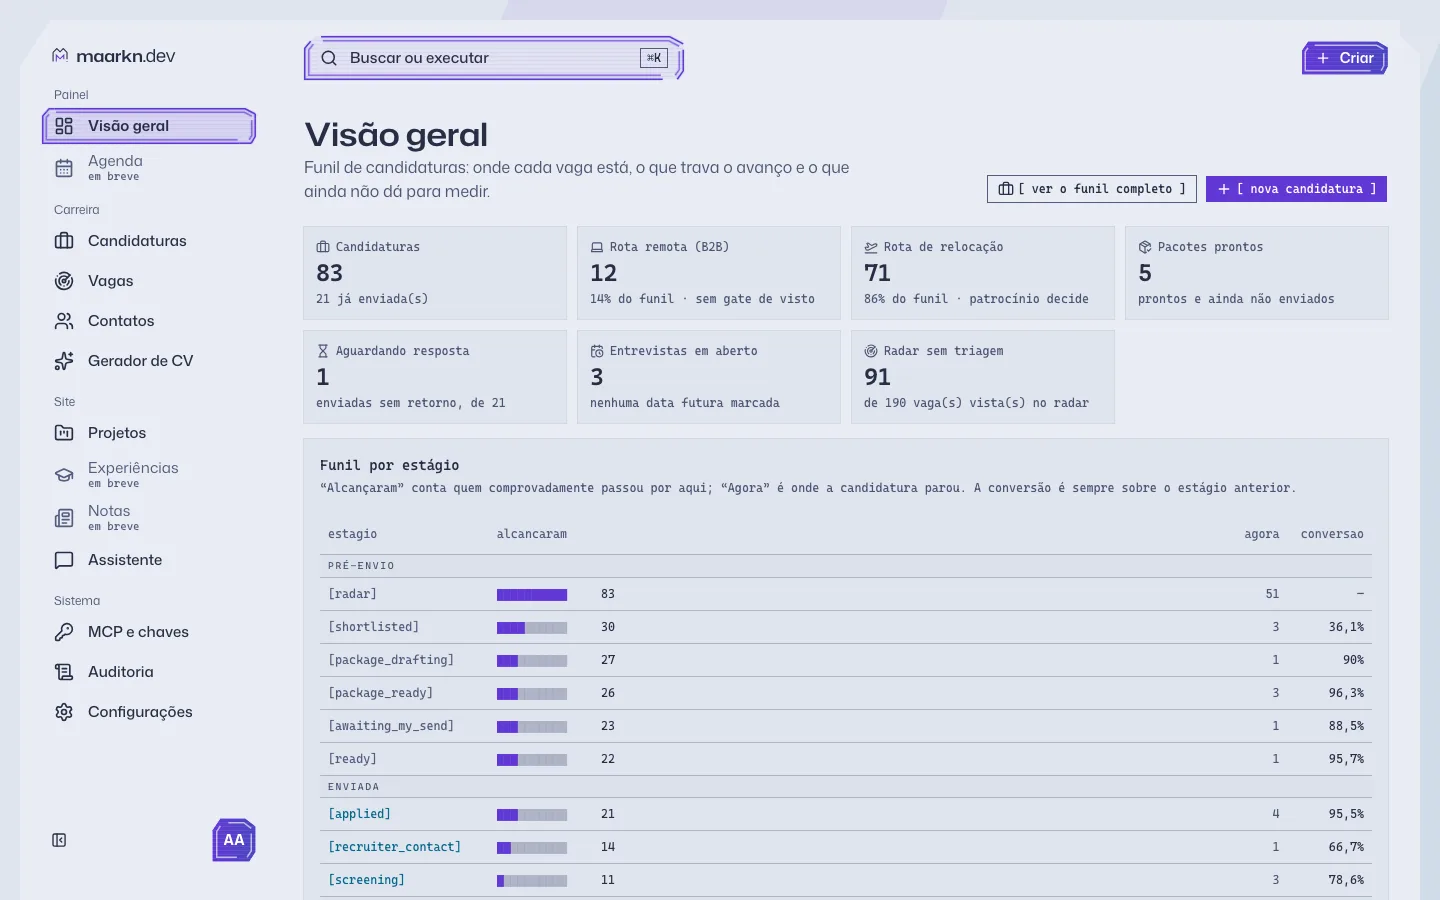 maarkn.dev
Buscar ou executar
⌘K
Criar
Painel
Visão geral
Agenda
em breve
Carreira
Candidaturas
Vagas
Contatos
Gerador de CV
Site
Projetos
Experiências
em breve
Notas
em breve
Assistente
Sistema
MCP e chaves
Auditoria
Configurações
AA
Visão geral
Funil de candidaturas: onde cada vaga está, o que trava o avanço e o que
ainda não dá para medir.
[ ver o funil completo ]
[ nova candidatura ]
Candidaturas
83
21 já enviada(s)
Rota remota (B2B)
12
14% do funil · sem gate de visto
Rota de relocação
71
86% do funil · patrocínio decide
Pacotes prontos
5
prontos e ainda não enviados
Aguardando resposta
1
enviadas sem retorno, de 21
Entrevistas em aberto
3
nenhuma data futura marcada
Radar sem triagem
91
de 190 vaga(s) vista(s) no radar
Funil por estágio
“Alcançaram” conta quem comprovadamente passou por aqui; “Agora” é onde a candidatura parou. A conversão é sempre sobre o estágio anterior.
estagio alcancaram agora conversao
PRÉ-ENVIO
[radar] 83 51 —
[shortlisted] 30 3 36,1%
[package_drafting] 27 1 90%
[package_ready] 26 3 96,3%
[awaiting_my_send] 23 1 88,5%
[ready] 22 1 95,7%
ENVIADA
[applied] 21 4 95,5%
[recruiter_contact] 14 1 66,7%
[screening] 11 3 78,6%